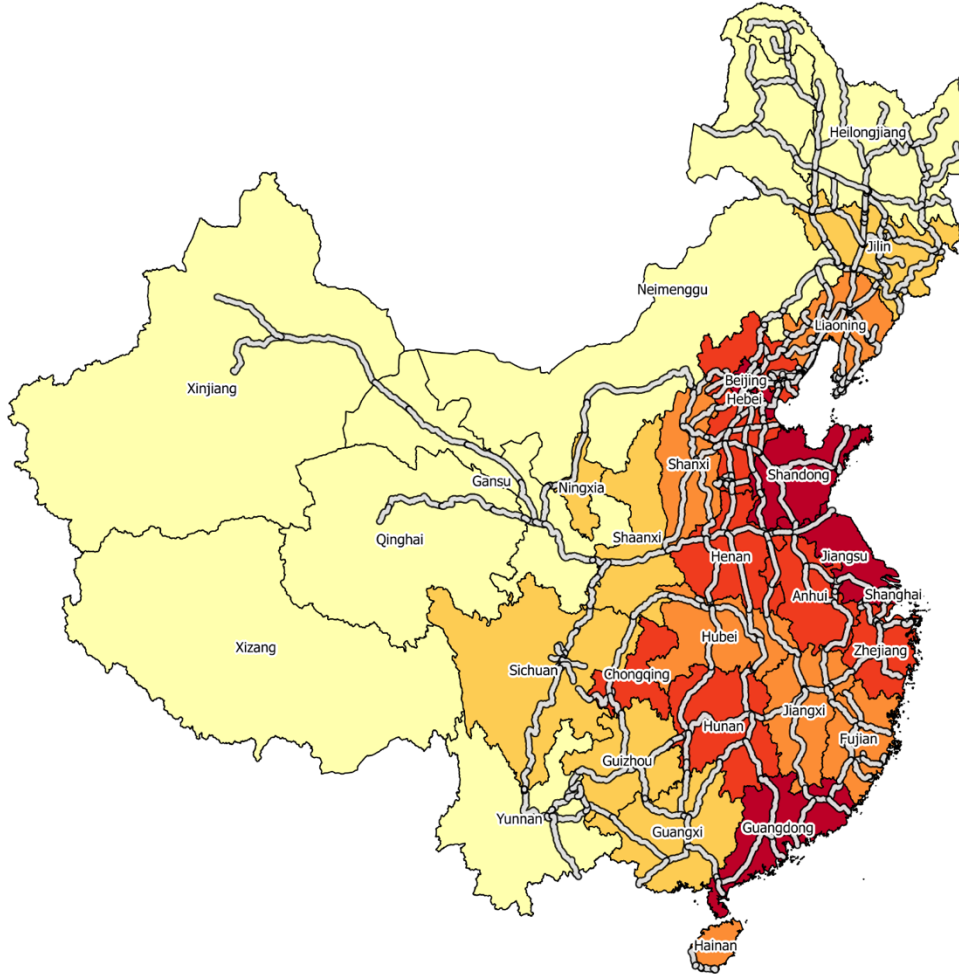 Heilongjiang
Jilin
Neimenggu
Liaoning
Beijing
Xinjiang
Hebei
Shanxi
Shandong
Gansu
Ningxia
Qinghai
Shaanxi
Henan
Jiangsu
Anhui
Shanghai
Hubei
Xizang
Zhejiang
Sichuan
Chongqing
Jiangxi
Hunan
Fujian
Guizhou
Yunnan
Guangxi
Guangdong
Hainan